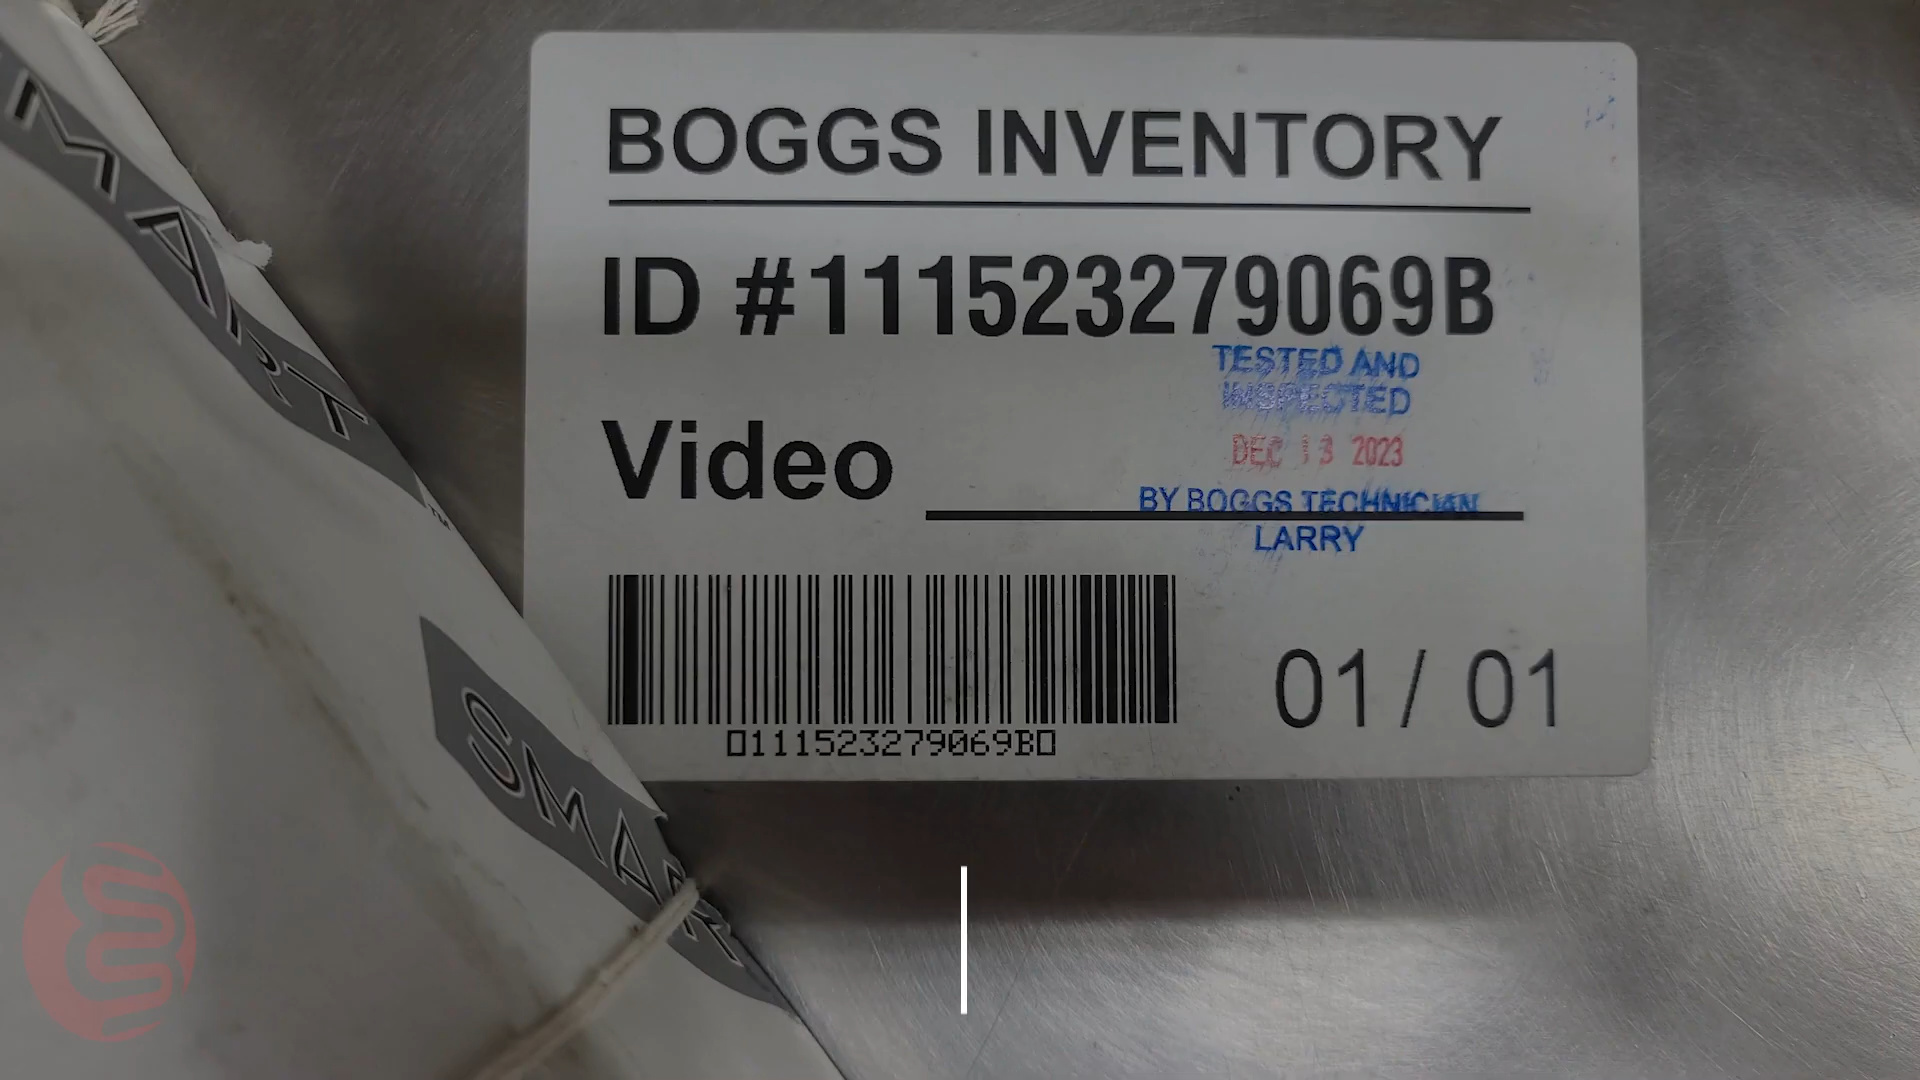 SMART™
SMART
BOGGS INVENTORY
ID #111523279069B
TESTED AND
INSPECTED
DEC 13 2023
Video
BY BOGGS TECHNICIAN
LARRY
01 / 01
0111523279069B0